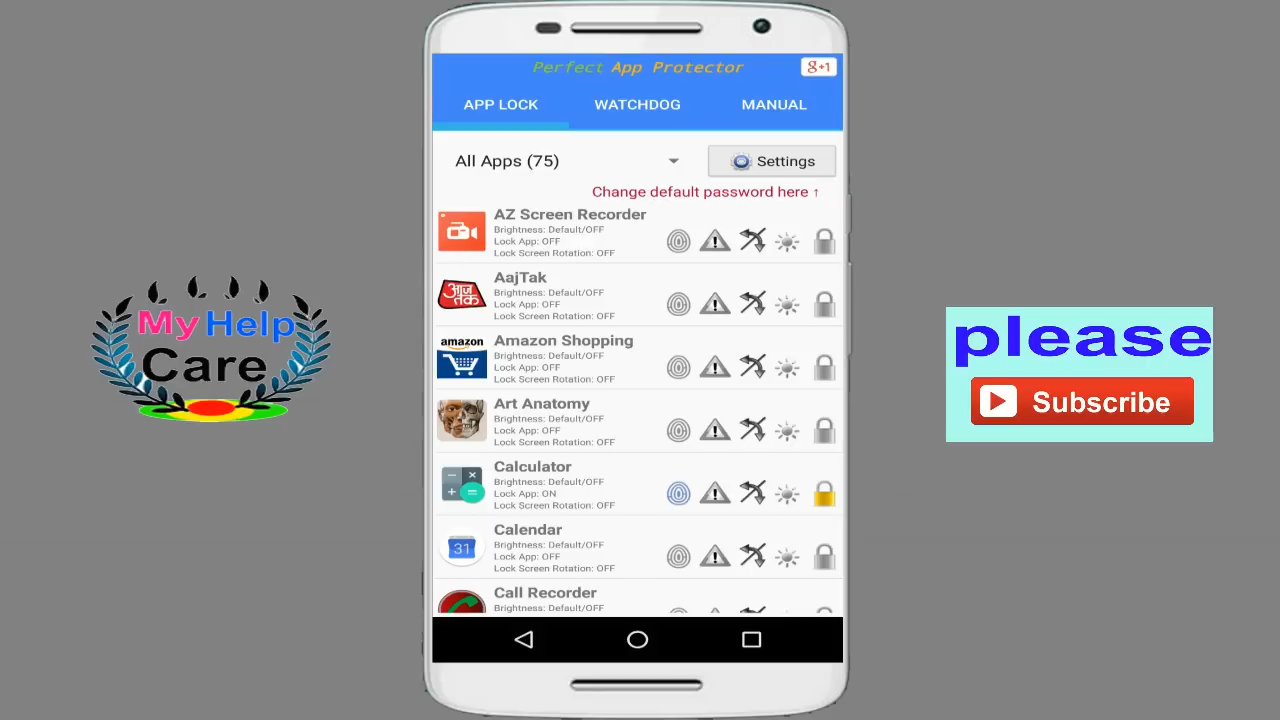 Perfect App Protector
g+1
APP LOCK
WATCHDOG
MANUAL
All Apps (75)
Settings
Change default password here ↑
AZ Screen Recorder
Brightness: Default/OFF
Lock App: OFF
Lock Screen Rotation: OFF
आज
तक
AajTak
Brightness: Default/OFF
Lock App: OFF
Lock Screen Rotation: OFF
amazon
Amazon Shopping
Brightness: Default/OFF
Lock App: OFF
Lock Screen Rotation: OFF
Art Anatomy
Brightness: Default/OFF
Lock App: OFF
Lock Screen Rotation: OFF
Calculator
Brightness: Default/OFF
Lock App: ON
Lock Screen Rotation: OFF
31
Calendar
Brightness: Default/OFF
Lock App: OFF
Lock Screen Rotation: OFF
Call Recorder
Brightness: Default/OFF
My Help
Care
please
Subscribe